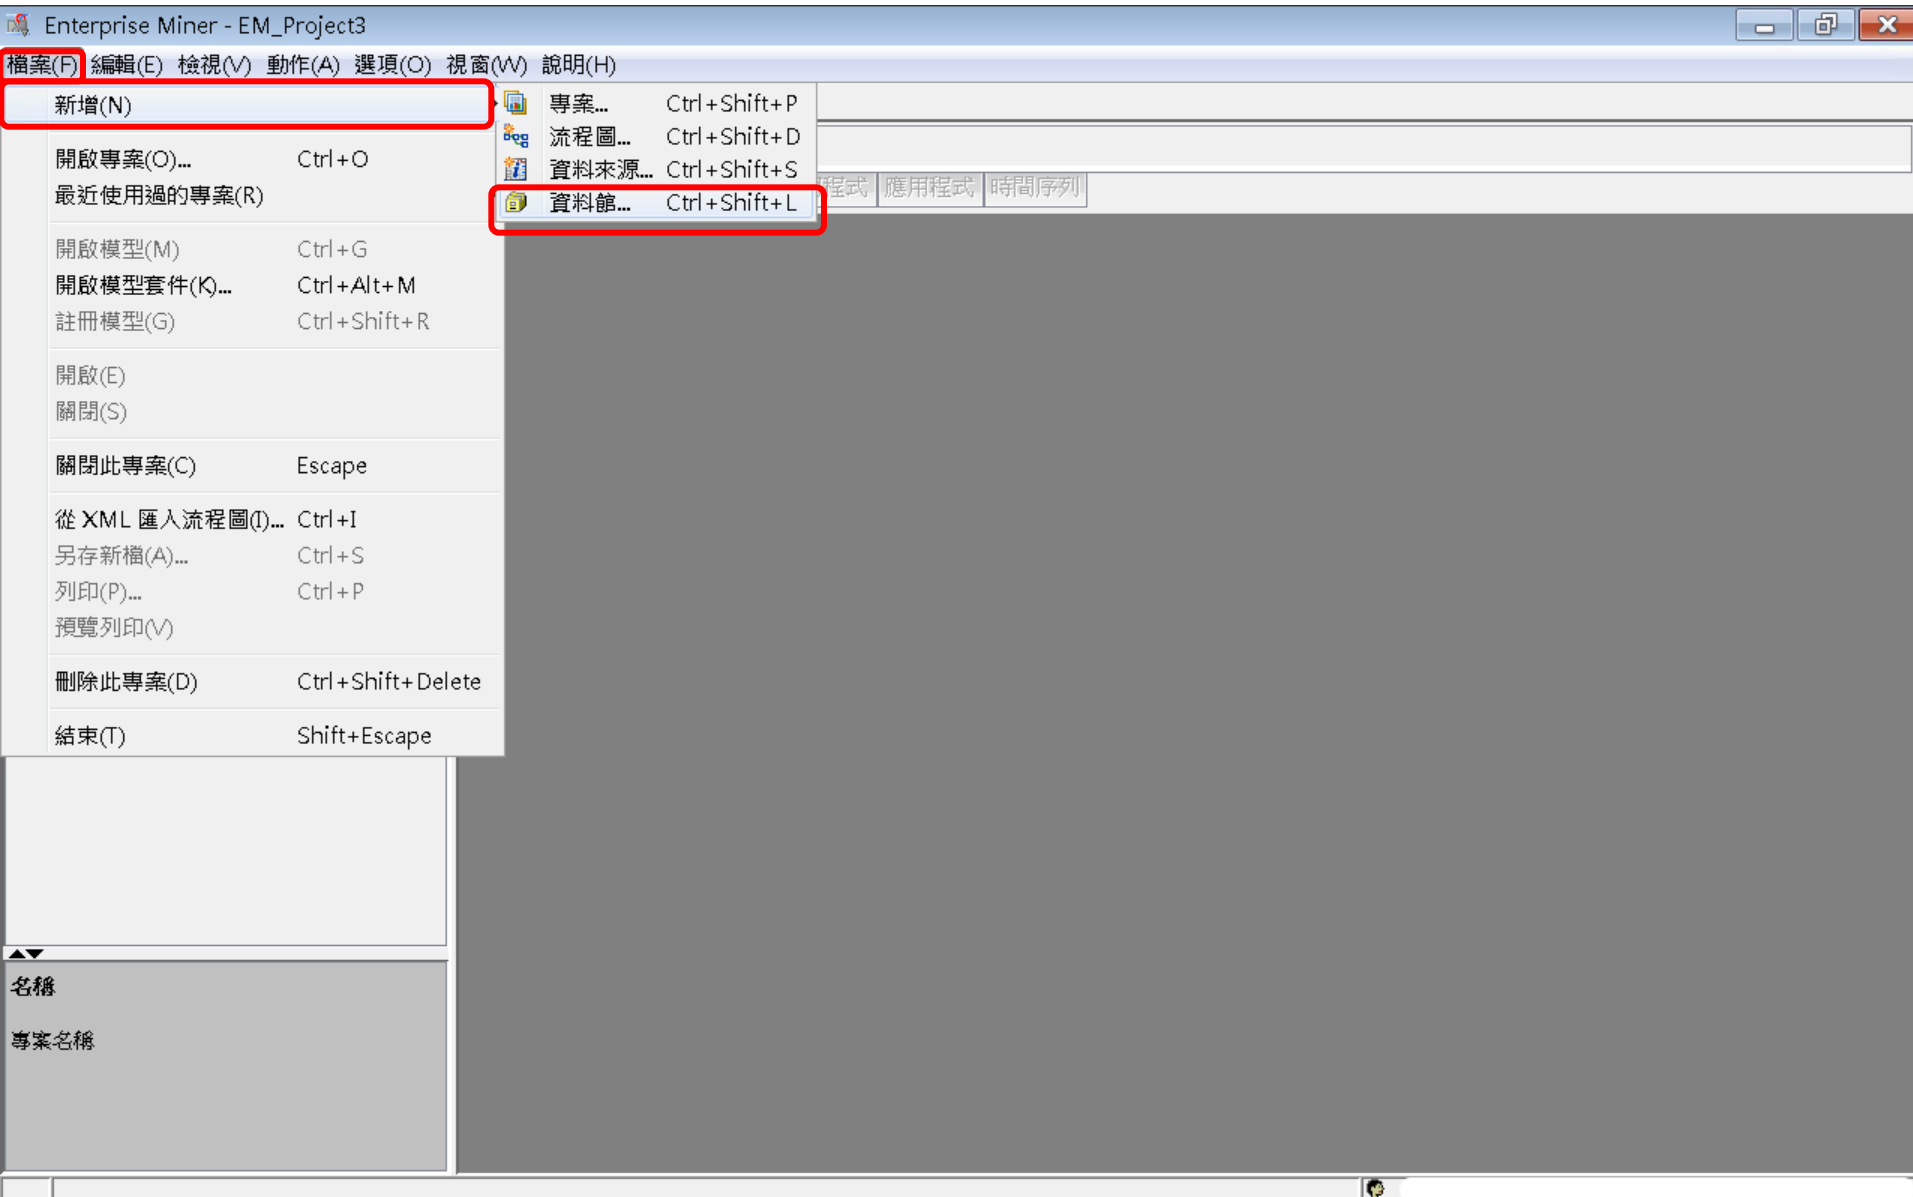 Enterprise Miner - EM_Project3
檔案(F) 編輯(E) 檢視(V) 動作(A) 選項(O) 視窗(W) 說明(H)
新增(N)
專案... Ctrl+Shift+P
流程圖... Ctrl+Shift+D
資料來源... Ctrl+Shift+S
資料館... Ctrl+Shift+L
程式 應用程式 時間序列
開啟專案(O)... Ctrl+O
最近使用過的專案(R)
開啟模型(M) Ctrl+G
開啟模型套件(K)... Ctrl+Alt+M
註冊模型(G) Ctrl+Shift+R
開啟(E)
關閉(S)
關閉此專案(C) Escape
從 XML 匯入流程圖(I)... Ctrl+I
另存新檔(A)... Ctrl+S
列印(P)... Ctrl+P
預覽列印(V)
刪除此專案(D) Ctrl+Shift+Delete
結束(T) Shift+Escape
名稱
專案名稱